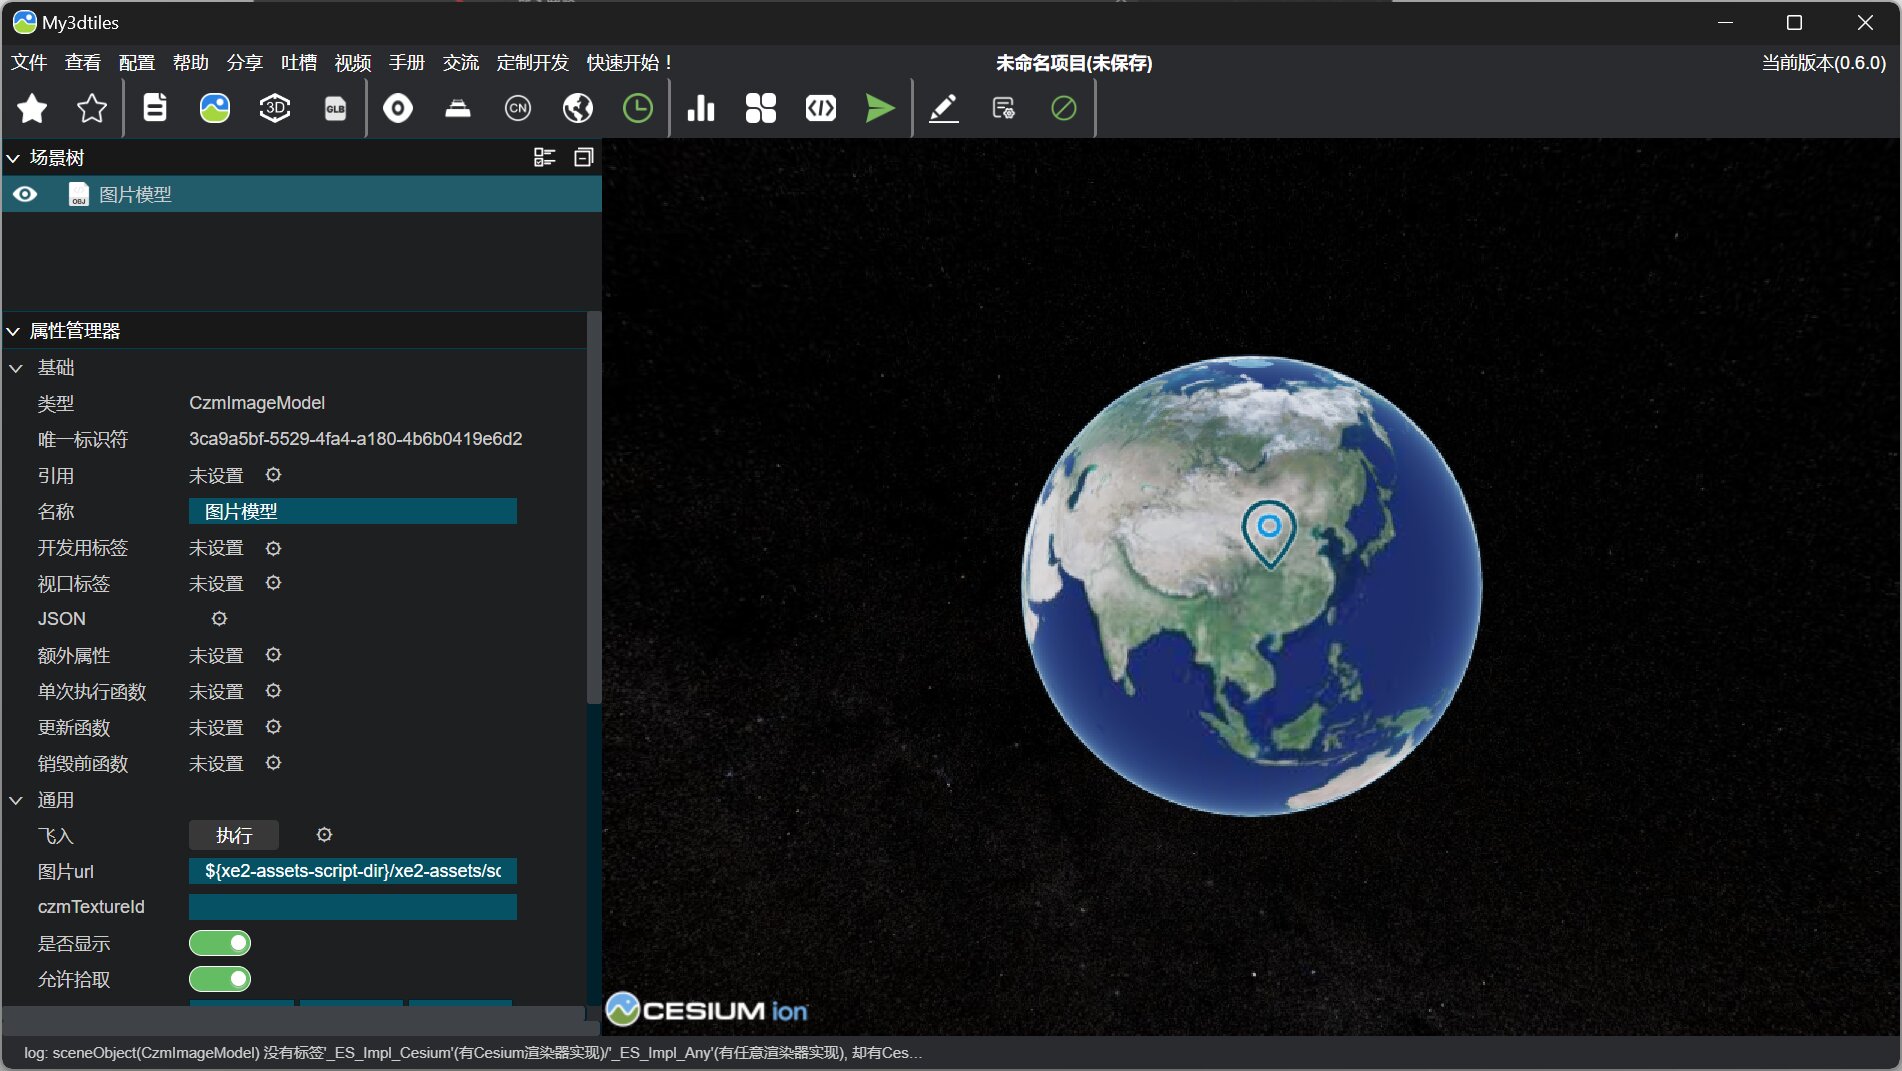 My3dtiles
文件 查看 配置 帮助 分享 吐槽 视频 手册 交流 定制开发 快速开始！ 未命名项目(未保存) 当前版本(0.6.0)
3D GLB CN
场景树
OBJ 图片模型
属性管理器
基础
类型 CzmImageModel
唯一标识符 3ca9a5bf-5529-4fa4-a180-4b6b0419e6d2
引用 未设置
名称 图片模型
开发用标签 未设置
视口标签 未设置
JSON
额外属性 未设置
单次执行函数 未设置
更新函数 未设置
销毁前函数 未设置
通用
飞入 执行
图片url ${xe2-assets-script-dir}/xe2-assets/sc
czmTextureId
是否显示
允许拾取
CESIUM ion
log: sceneObject(CzmImageModel) 没有标签'_ES_Impl_Cesium'(有Cesium渲染器实现)/'_ES_Impl_Any'(有任意渲染器实现), 却有Ces…